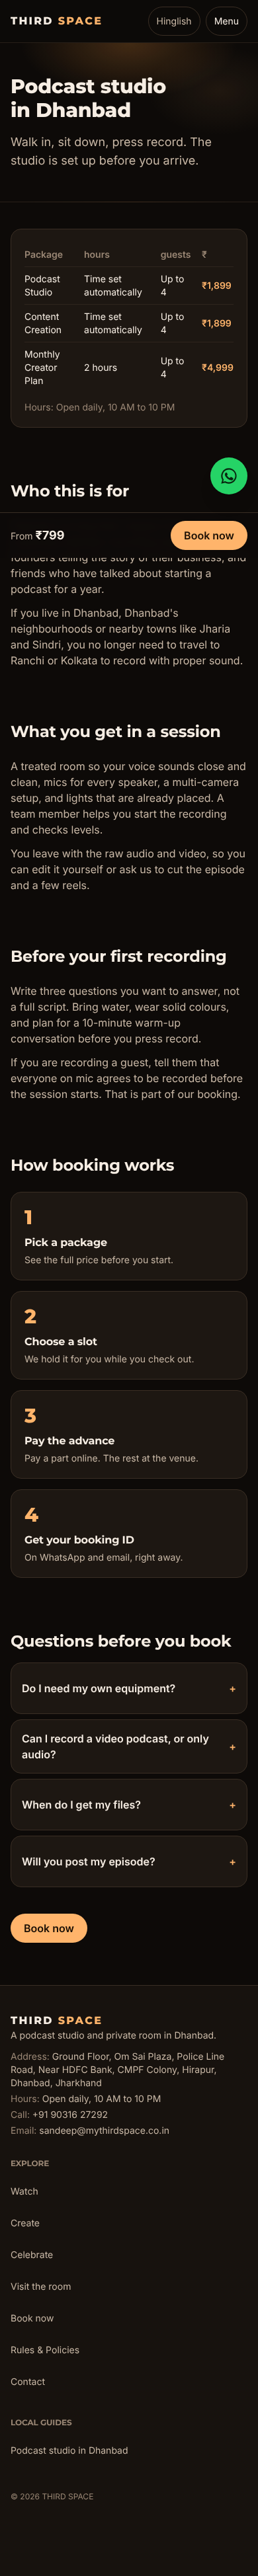 THIRD SPACE
Hinglish
Menu
Podcast studio
in Dhanbad
Walk in, sit down, press record. The
studio is set up before you arrive.
Package hours guests ₹
Podcast Studio Time set automatically Up to 4 ₹1,899
Content Creation Time set automatically Up to 4 ₹1,899
Monthly Creator Plan 2 hours Up to 4 ₹4,999
Hours: Open daily, 10 AM to 10 PM
Who this is for
From ₹799
Book now
founders telling the story of their business, and
friends who have talked about starting a
podcast for a year.
If you live in Dhanbad, Dhanbad's
neighbourhoods or nearby towns like Jharia
and Sindri, you no longer need to travel to
Ranchi or Kolkata to record with proper sound.
What you get in a session
A treated room so your voice sounds close and
clean, mics for every speaker, a multi-camera
setup, and lights that are already placed. A
team member helps you start the recording
and checks levels.
You leave with the raw audio and video, so you
can edit it yourself or ask us to cut the episode
and a few reels.
Before your first recording
Write three questions you want to answer, not
a full script. Bring water, wear solid colours,
and plan for a 10-minute warm-up
conversation before you press record.
If you are recording a guest, tell them that
everyone on mic agrees to be recorded before
the session starts. That is part of our booking.
How booking works
1
Pick a package
See the full price before you start.
2
Choose a slot
We hold it for you while you check out.
3
Pay the advance
Pay a part online. The rest at the venue.
4
Get your booking ID
On WhatsApp and email, right away.
Questions before you book
Do I need my own equipment? +
Can I record a video podcast, or only
audio? +
When do I get my files? +
Will you post my episode? +
Book now
THIRD SPACE
A podcast studio and private room in Dhanbad.
Address: Ground Floor, Om Sai Plaza, Police Line
Road, Near HDFC Bank, CMPF Colony, Hirapur,
Dhanbad, Jharkhand
Hours: Open daily, 10 AM to 10 PM
Call: +91 90316 27292
Email: sandeep@mythirdspace.co.in
EXPLORE
Watch
Create
Celebrate
Visit the room
Book now
Rules & Policies
Contact
LOCAL GUIDES
Podcast studio in Dhanbad
© 2026 THIRD SPACE